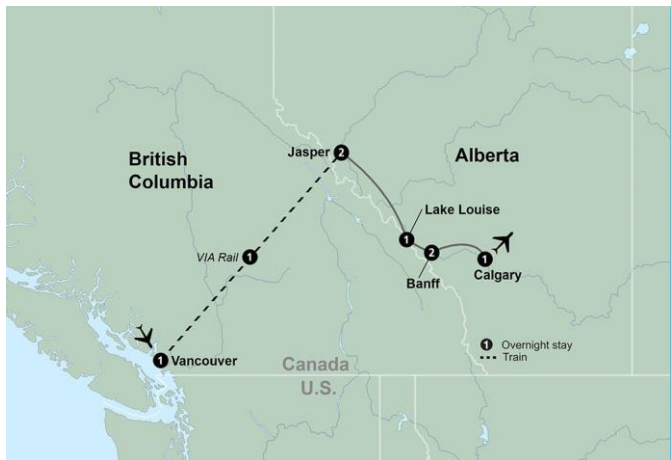 British
Columbia
Jasper
2
Alberta
Lake Louise
1
2
Banff
1
Calgary
VIA Rail
1
1
Vancouver
Canada
U.S.
1 Overnight stay
Train